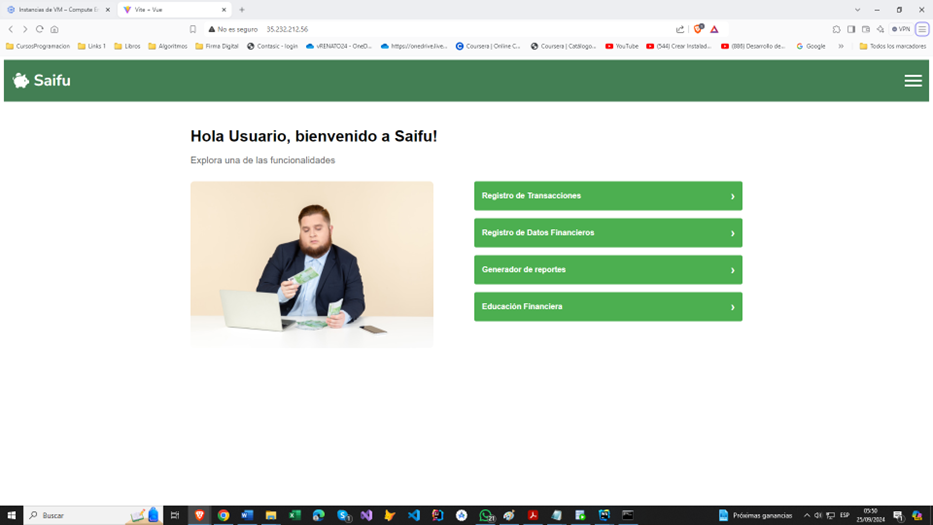 Instancias de VM – Compute E
Vite + Vue
No es seguro 35.232.212.56
VPN
CursosProgramacion
Links 1
Libros
Algoritmos
Firma Digital
Contasic - login
vRENATO24 - OneD...
https://onedrive.live...
Coursera | Online C...
Coursera | Catálogo...
YouTube
(544) Crear Instalad...
(886) Desarrollo de...
Google
»
Todos los marcadores
Saifu
Hola Usuario, bienvenido a Saifu!
Explora una de las funcionalidades
Registro de Transacciones
Registro de Datos Financieros
Generador de reportes
Educación Financiera
Buscar
Próximas ganancias
ESP
05:50
25/09/2024